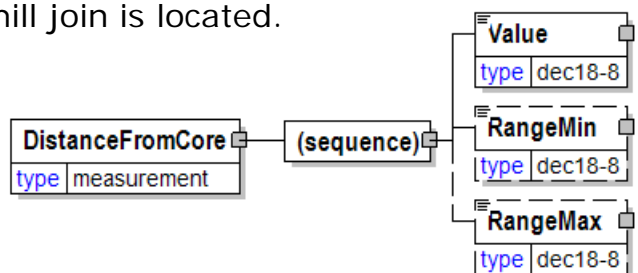 join is located.
Value
type dec18-8
DistanceFromCore
type measurement
(sequence)
RangeMin
type dec18-8
RangeMax
type dec18-8